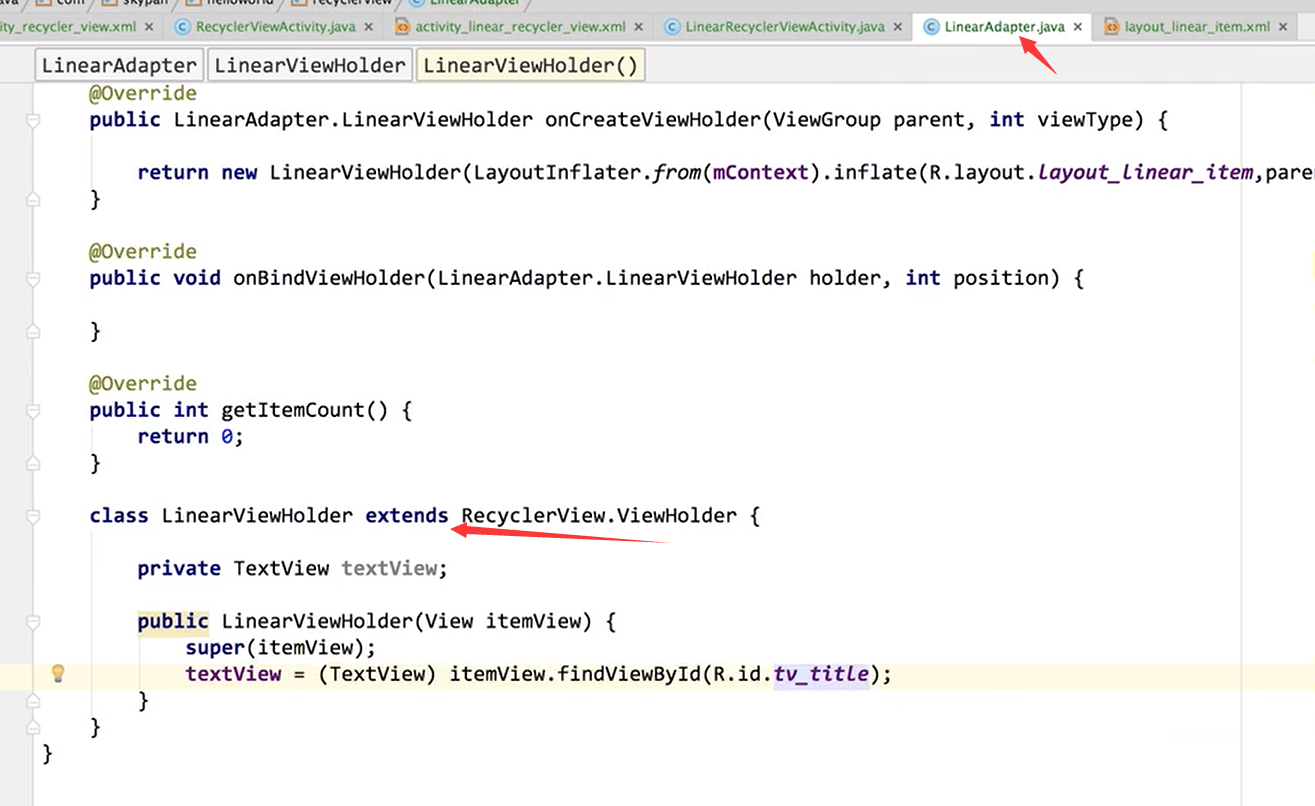 com skypan helloworld recyclerview LinearAdapter
ity_recycler_view.xml × RecyclerViewActivity.java × activity_linear_recycler_view.xml × LinearRecyclerViewActivity.java × LinearAdapter.java × layout_linear_item.xml ×
LinearAdapter LinearViewHolder LinearViewHolder()
@Override
public LinearAdapter.LinearViewHolder onCreateViewHolder(ViewGroup parent, int viewType) {
return new LinearViewHolder(LayoutInflater.from(mContext).inflate(R.layout.layout_linear_item,pare
}
@Override
public void onBindViewHolder(LinearAdapter.LinearViewHolder holder, int position) {
}
@Override
public int getItemCount() {
return 0;
}
class LinearViewHolder extends RecyclerView.ViewHolder {
private TextView textView;
public LinearViewHolder(View itemView) {
super(itemView);
textView = (TextView) itemView.findViewById(R.id.tv_title);
}
}
}